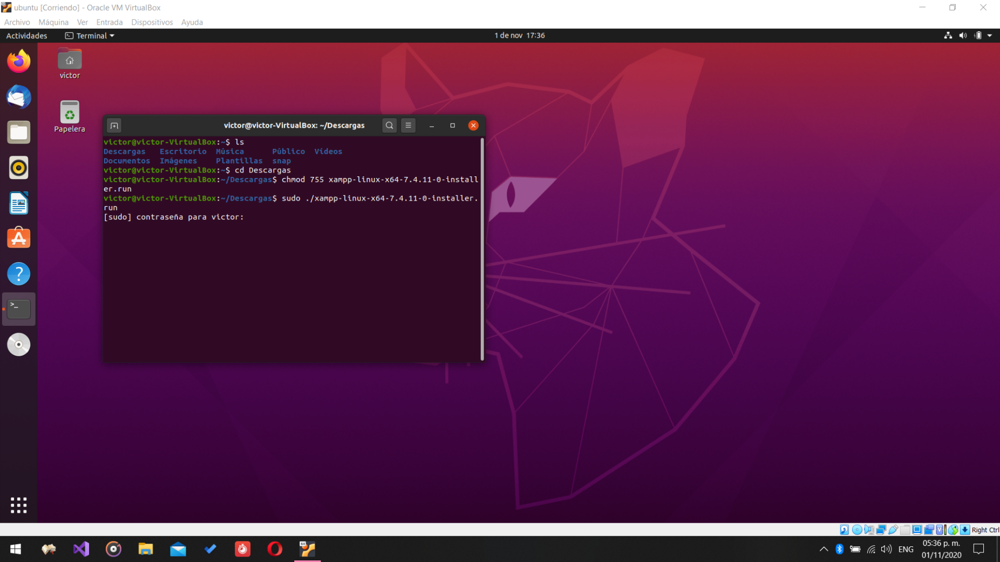 ubuntu [Corriendo] - Oracle VM VirtualBox
Archivo Máquina Ver Entrada Dispositivos Ayuda
Actividades Terminal 1 de nov 17:36
victor
Papelera
victor@victor-VirtualBox: ~/Descargas
victor@victor-VirtualBox:~$ ls
Descargas Escritorio Música Público Vídeos
Documentos Imágenes Plantillas snap
victor@victor-VirtualBox:~$ cd Descargas
victor@victor-VirtualBox:~/Descargas$ chmod 755 xampp-linux-x64-7.4.11-0-install
er.run
victor@victor-VirtualBox:~/Descargas$ sudo ./xampp-linux-x64-7.4.11-0-installer.
run
[sudo] contraseña para victor:
Right Ctrl
ENG
05:36 p. m.
01/11/2020